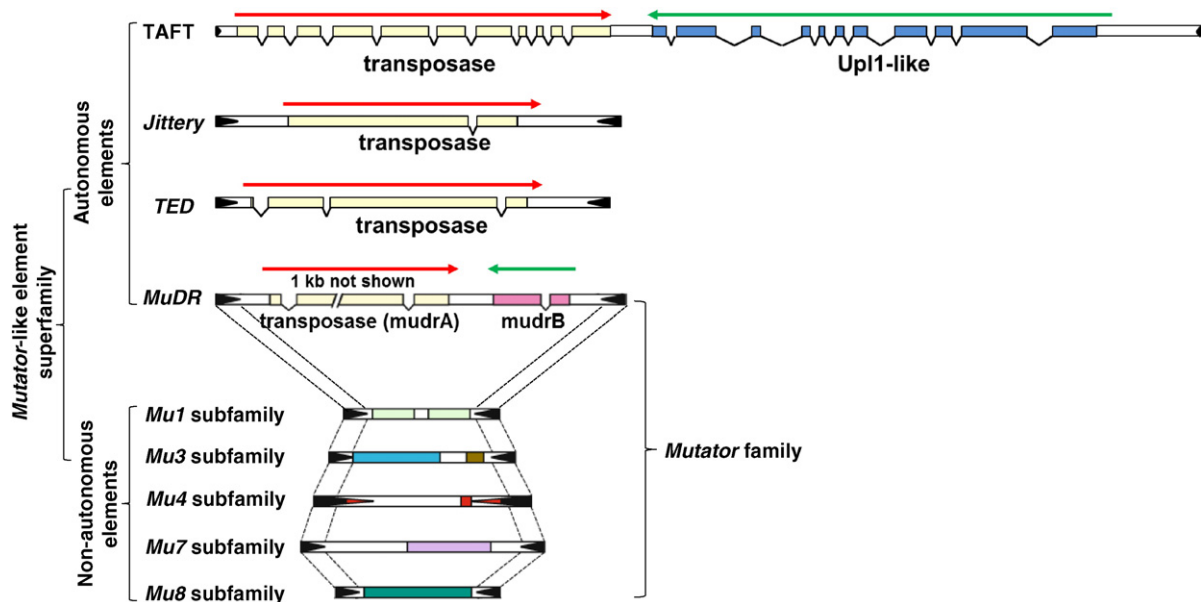 TAFT
transposase
Upl1-like
Jittery
transposase
TED
transposase
1 kb not shown
MuDR
transposase (mudrA)
mudrB
Autonomous
elements
Mutator-like element
superfamily
Non-autonomous
elements
Mu1 subfamily
Mu3 subfamily
Mu4 subfamily
Mu7 subfamily
Mu8 subfamily
Mutator family